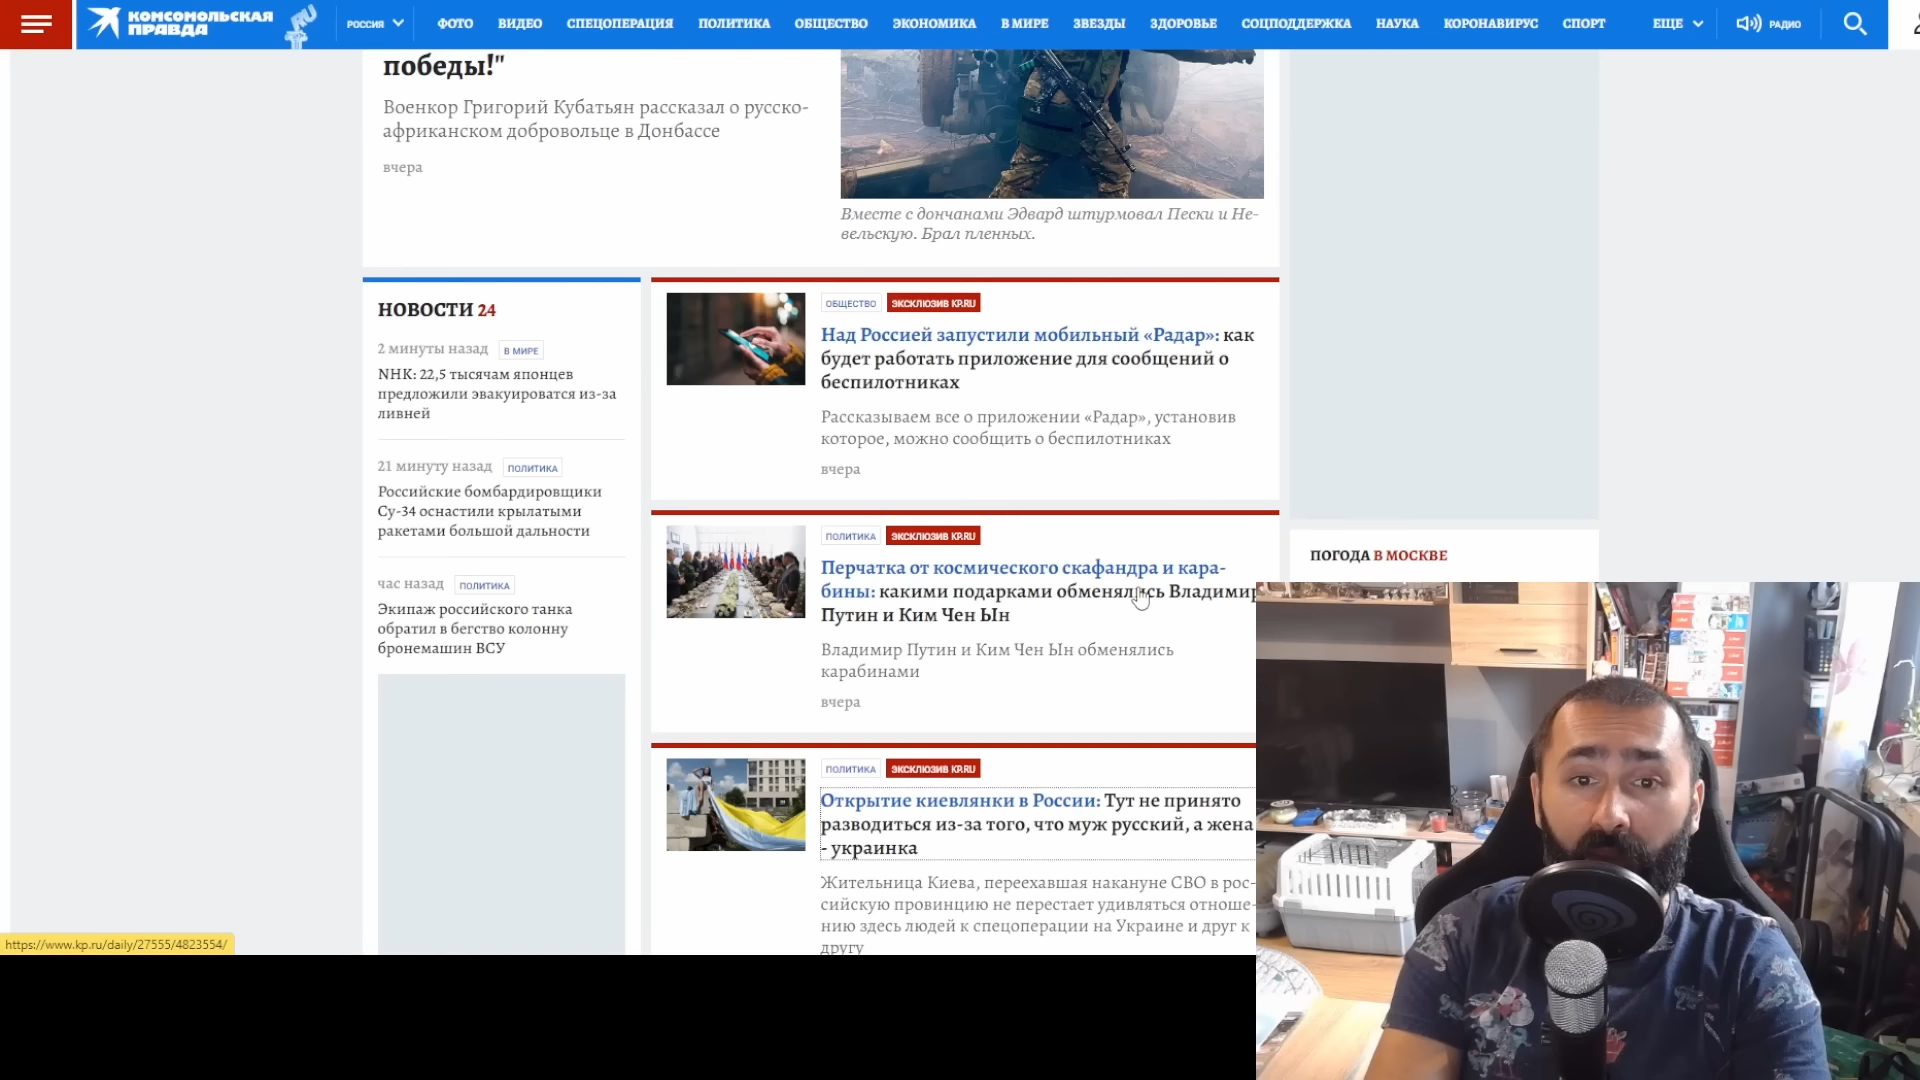 КОМСОМОЛЬСКАЯ
ПРАВДА
РОССИЯ
ФОТО
ВИДЕО
СПЕЦОПЕРАЦИЯ
ПОЛИТИКА
ОБЩЕСТВО
ЭКОНОМИКА
В МИРЕ
ЗВЕЗДЫ
ЗДОРОВЬЕ
СОЦПОДДЕРЖКА
НАУКА
КОРОНАВИРУС
СПОРТ
ЕЩЕ
РАДИО
победы!"
Военкор Григорий Кубатьян рассказал о русско-
африканском добровольце в Донбассе
вчера
Вместе с дончанами Эдвард штурмовал Пески и Не-
вельскую. Брал пленных.
НОВОСТИ 24
2 минуты назад В МИРЕ
NHK: 22,5 тысячам японцев
предложили эвакуироватся из-за
ливней
21 минуту назад ПОЛИТИКА
Российские бомбардировщики
Су-34 оснастили крылатыми
ракетами большой дальности
час назад ПОЛИТИКА
Экипаж российского танка
обратил в бегство колонну
бронемашин ВСУ
ОБЩЕСТВО ЭКСКЛЮЗИВ KP.RU
Над Россией запустили мобильный «Радар»: как
будет работать приложение для сообщений о
беспилотниках
Рассказываем все о приложении «Радар», установив
которое, можно сообщить о беспилотниках
вчера
ПОЛИТИКА ЭКСКЛЮЗИВ KP.RU
Перчатка от космического скафандра и кара-
бины: какими подарками обменялись Владимир
Путин и Ким Чен Ын
Владимир Путин и Ким Чен Ын обменялись
карабинами
вчера
ПОЛИТИКА ЭКСКЛЮЗИВ KP.RU
Открытие киевлянки в России: Тут не принято
разводиться из-за того, что муж русский, а жена
- украинка
Жительница Киева, переехавшая накануне СВО в рос-
сийскую провинцию не перестает удивляться отноше-
нию здесь людей к спецоперации на Украине и друг к
другу
ПОГОДА В МОСКВЕ
https://www.kp.ru/daily/27555/4823554/